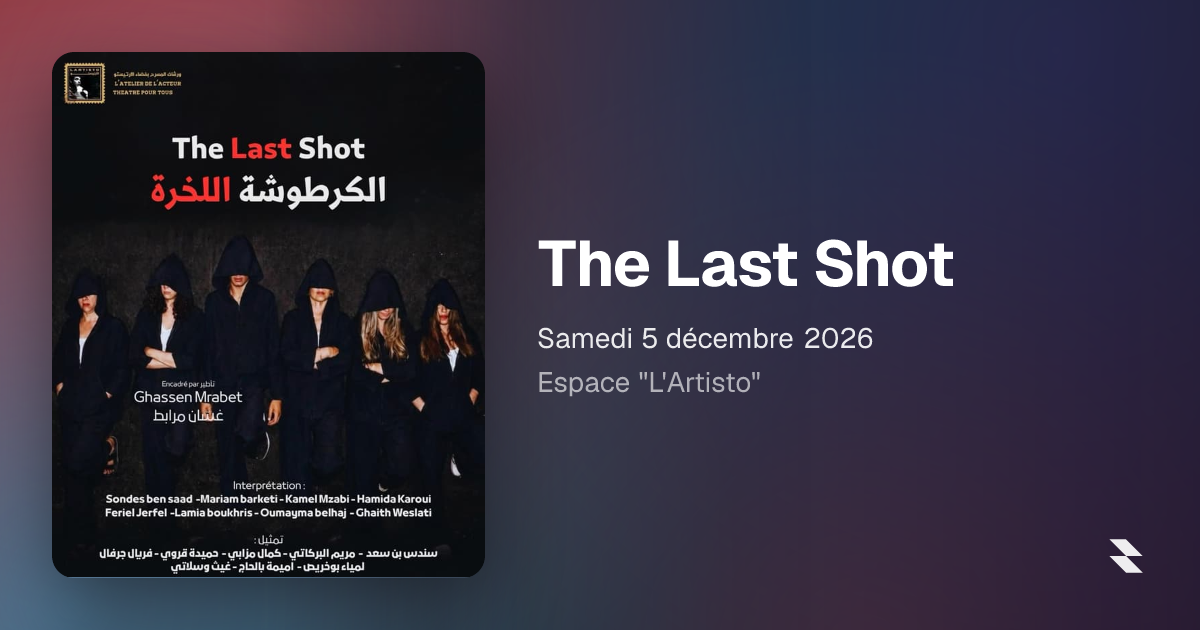 L'ARTISTO
ورشات المسرح بفضاء الارتيستو
L'ATELIER DE L'ACTEUR
THEATRE POUR TOUS
The Last Shot
الكرطوشة اللخرة
Encadré par تأطير
Ghassen Mrabet
غسان مرابط
Interprétation :
Sondes ben saad -Mariam barketi - Kamel Mzabi - Hamida Karoui
Feriel Jerfel -Lamia boukhris - Oumayma belhaj - Ghaith Weslati
تمثيل :
سندس بن سعد - مريم البركاتي - كمال مزابي - حميدة قروي - فريال جرفال
لمياء بوخريص - أميمة بالحاج - غيث وسلاتي
The Last Shot
Samedi 5 décembre 2026
Espace "L'Artisto"